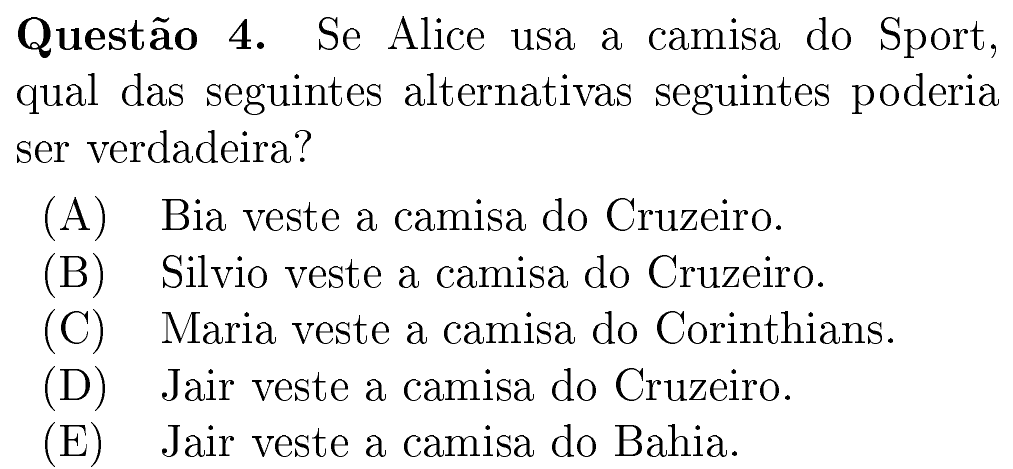 Questão 4. Se Alice usa a camisa do Sport,
qual das seguintes alternativas seguintes poderia
ser verdadeira?
(A) Bia veste a camisa do Cruzeiro.
(B) Silvio veste a camisa do Cruzeiro.
(C) Maria veste a camisa do Corinthians.
(D) Jair veste a camisa do Cruzeiro.
(E) Jair veste a camisa do Bahia.